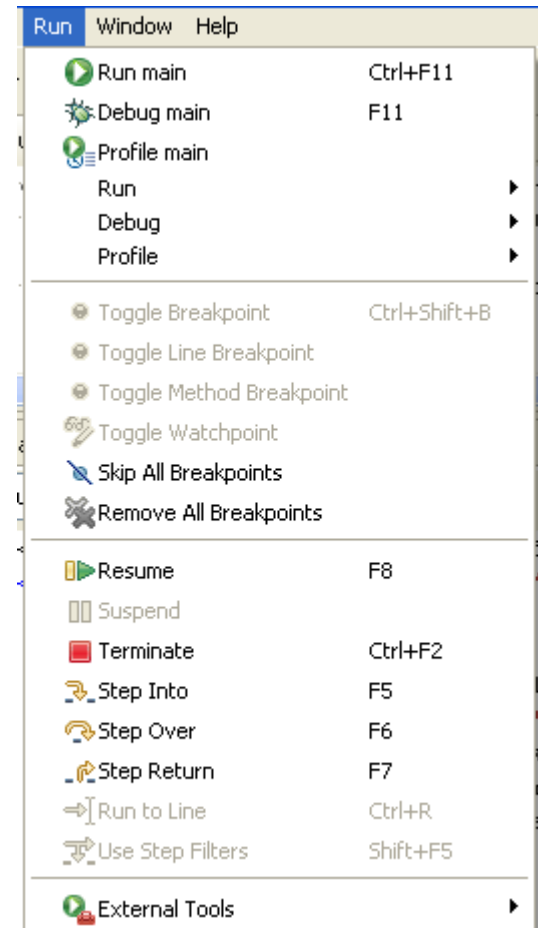 Run Window Help
Run main Ctrl+F11
Debug main F11
Profile main
Run
Debug
Profile
Toggle Breakpoint Ctrl+Shift+B
Toggle Line Breakpoint
Toggle Method Breakpoint
Toggle Watchpoint
Skip All Breakpoints
Remove All Breakpoints
Resume F8
Suspend
Terminate Ctrl+F2
Step Into F5
Step Over F6
Step Return F7
Run to Line Ctrl+R
Use Step Filters Shift+F5
External Tools